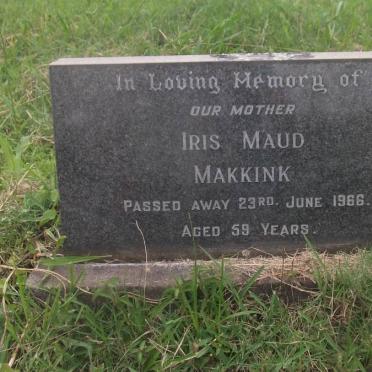 In Loving Memory of
OUR MOTHER
IRIS MAUD
MAKKINK
PASSED AWAY 23RD. JUNE 1966.
AGED 59 YEARS.